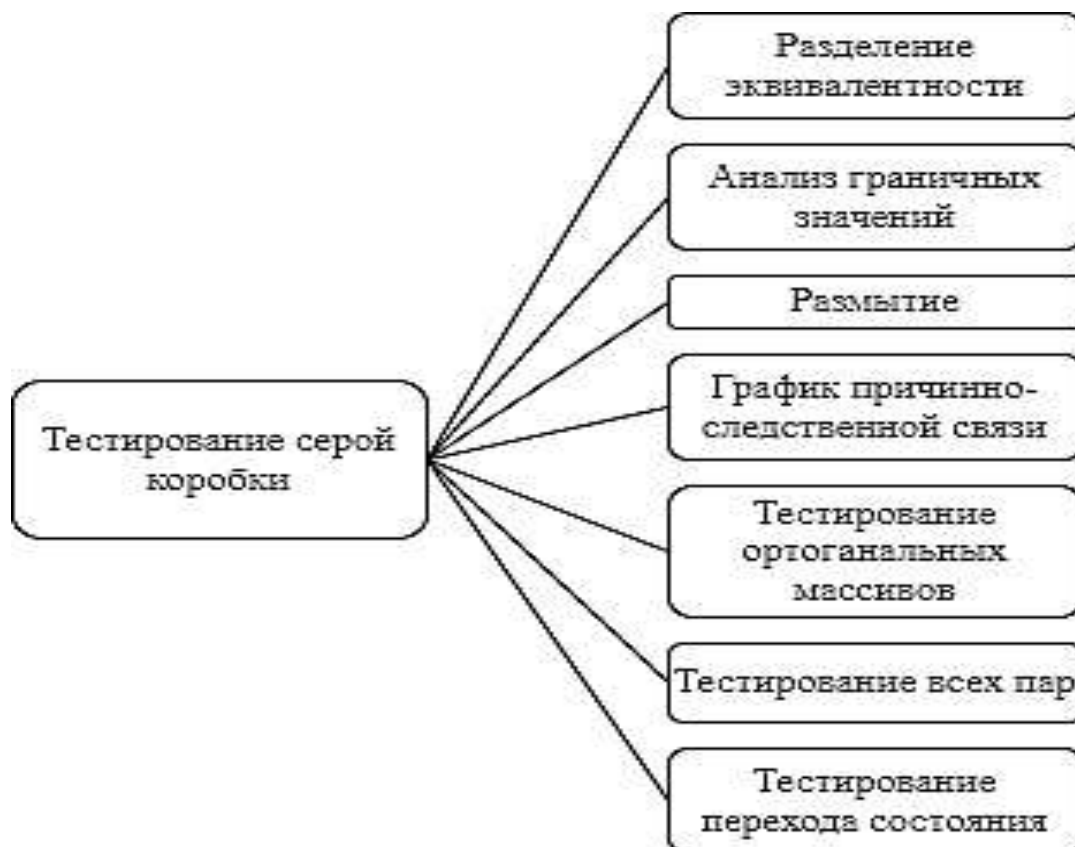 Разделение
эквивалентности
Анализ граничных
значений
Размытие
График причинно-
следственной связи
Тестирование серой
коробки
Тестирование
ортоганальных
массивов
Тестирование всех пар
Тестирование
перехода состояния